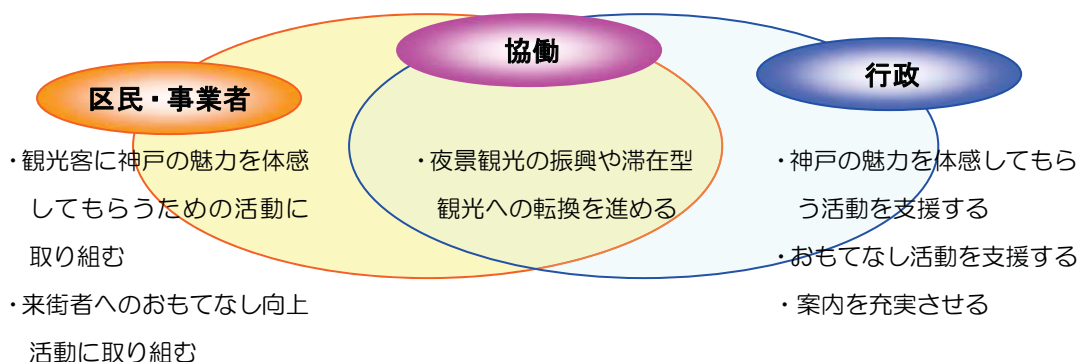 協働
区民・事業者
行政
・観光客に神戸の魅力を体感
してもらうための活動に
取り組む
・来街者へのおもてなし向上
活動に取り組む
・夜景観光の振興や滞在型
観光への転換を進める
・神戸の魅力を体感してもら
う活動を支援する
・おもてなし活動を支援する
・案内を充実させる